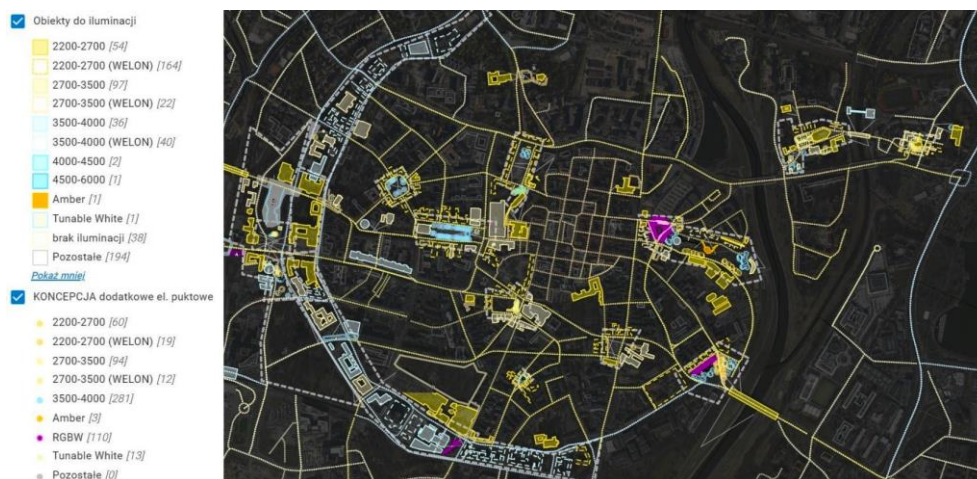 Obiekty do iluminacji
2200-2700 [54]
2200-2700 (WELON) [164]
2700-3500 [97]
2700-3500 (WELON) [22]
3500-4000 [36]
3500-4000 (WELON) [40]
4000-4500 [2]
4500-6000 [1]
Amber [1]
Tunable White [1]
brak iluminacji [38]
Pozostałe [194]
Pokaż mniej
KONCEPCJA dodatkowe el. puktowe
2200-2700 [60]
2200-2700 (WELON) [19]
2700-3500 [94]
2700-3500 (WELON) [12]
3500-4000 [281]
Amber [3]
RGBW [110]
Tunable White [13]
Pozostałe [0]